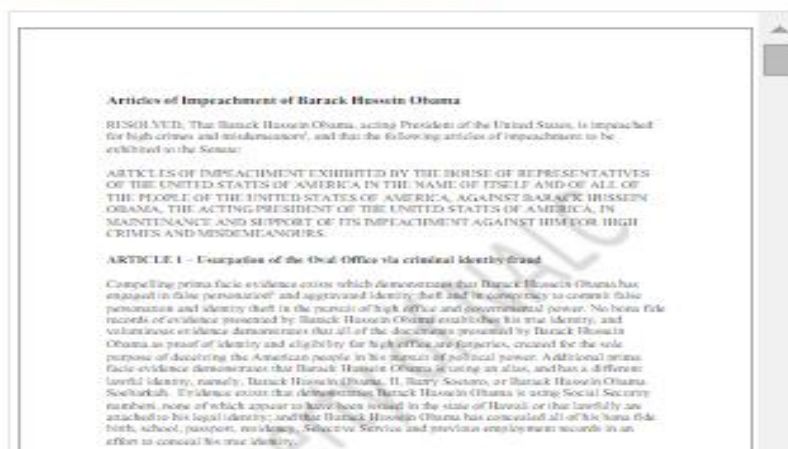 Articles of Impeachment of Barack Hussein Obama
RESOLVED, That Barack Hussein Obama, acting President of the United States, is impeached
for high crimes and misdemeanors', and that the following articles of impeachment to be
exhibited to the Senate:
ARTICLES OF IMPEACHMENT EXHIBITED BY THE HOUSE OF REPRESENTATIVES
OF THE UNITED STATES OF AMERICA IN THE NAME OF ITSELF AND OF ALL OF
THE PEOPLE OF THE UNITED STATES OF AMERICA, AGAINST BARACK HUSSEIN
OBAMA, THE ACTING PRESIDENT OF THE UNITED STATES OF AMERICA, IN
MAINTENANCE AND SUPPORT OF ITS IMPEACHMENT AGAINST HIM FOR HIGH
CRIMES AND MISDEMEANOURS.
ARTICLE 1 – Usurpation of the Oval Office via criminal identity fraud
Compelling prima facie evidence exists which demonstrates that Barack Hussein Obama has
engaged in false personation² and aggravated identity theft and in conspiracy to commit false
personation and identity theft in the pursuit of high office and governmental power. No bona fide
records of evidence presented by Barack Hussein Obama establishes his true identity, and
voluminous evidence demonstrates that all of the documents presented by Barack Hussein
Obama as proof of identity and eligibility for high office are forgeries, created for the sole
purpose of deceiving the American people in his pursuit of political power. Additional prima
facie evidence demonstrates that Barack Hussein Obama is using an alias, and has a different
lawful identity, namely, Barack Hussein Obama, II, Barry Soetoro, or Barack Hussein Obama
Soebarkah. Evidence exists that demonstrates Barack Hussein Obama is using Social Security
numbers, none of which appear to have been issued in the state of Hawaii or that lawfully are
attached to his legal identity; and that Barack Hussein Obama has concealed all of his bona fide
birth, school, passport, residency, Selective Service and previous employment records in an
effort to conceal his true identity.